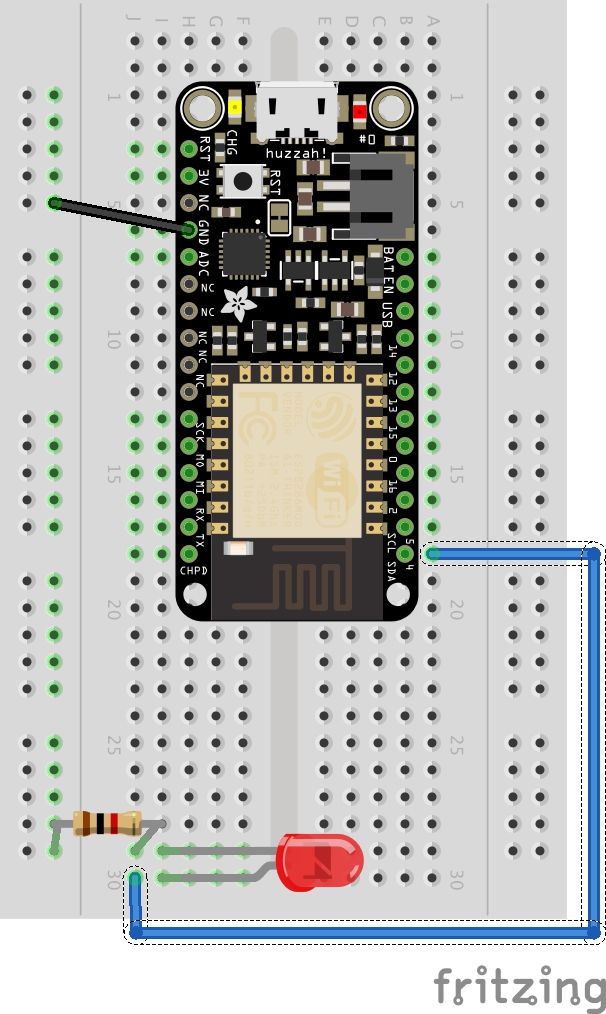 J I H G F E D C B A
1 1
huzzah!
#0
CHG
RST
RST
3V
NC
5 5
GND
ADC
BAT
EN
USB
NC
NC
10 10
NC
NC
NC
14
12
13
15
0
16
2
5
4
SCL
SDA
SCK
MO
MI
RX
TX
CHPD
FC
WiFi
15 15
20 20
25 25
30 30
fritzing